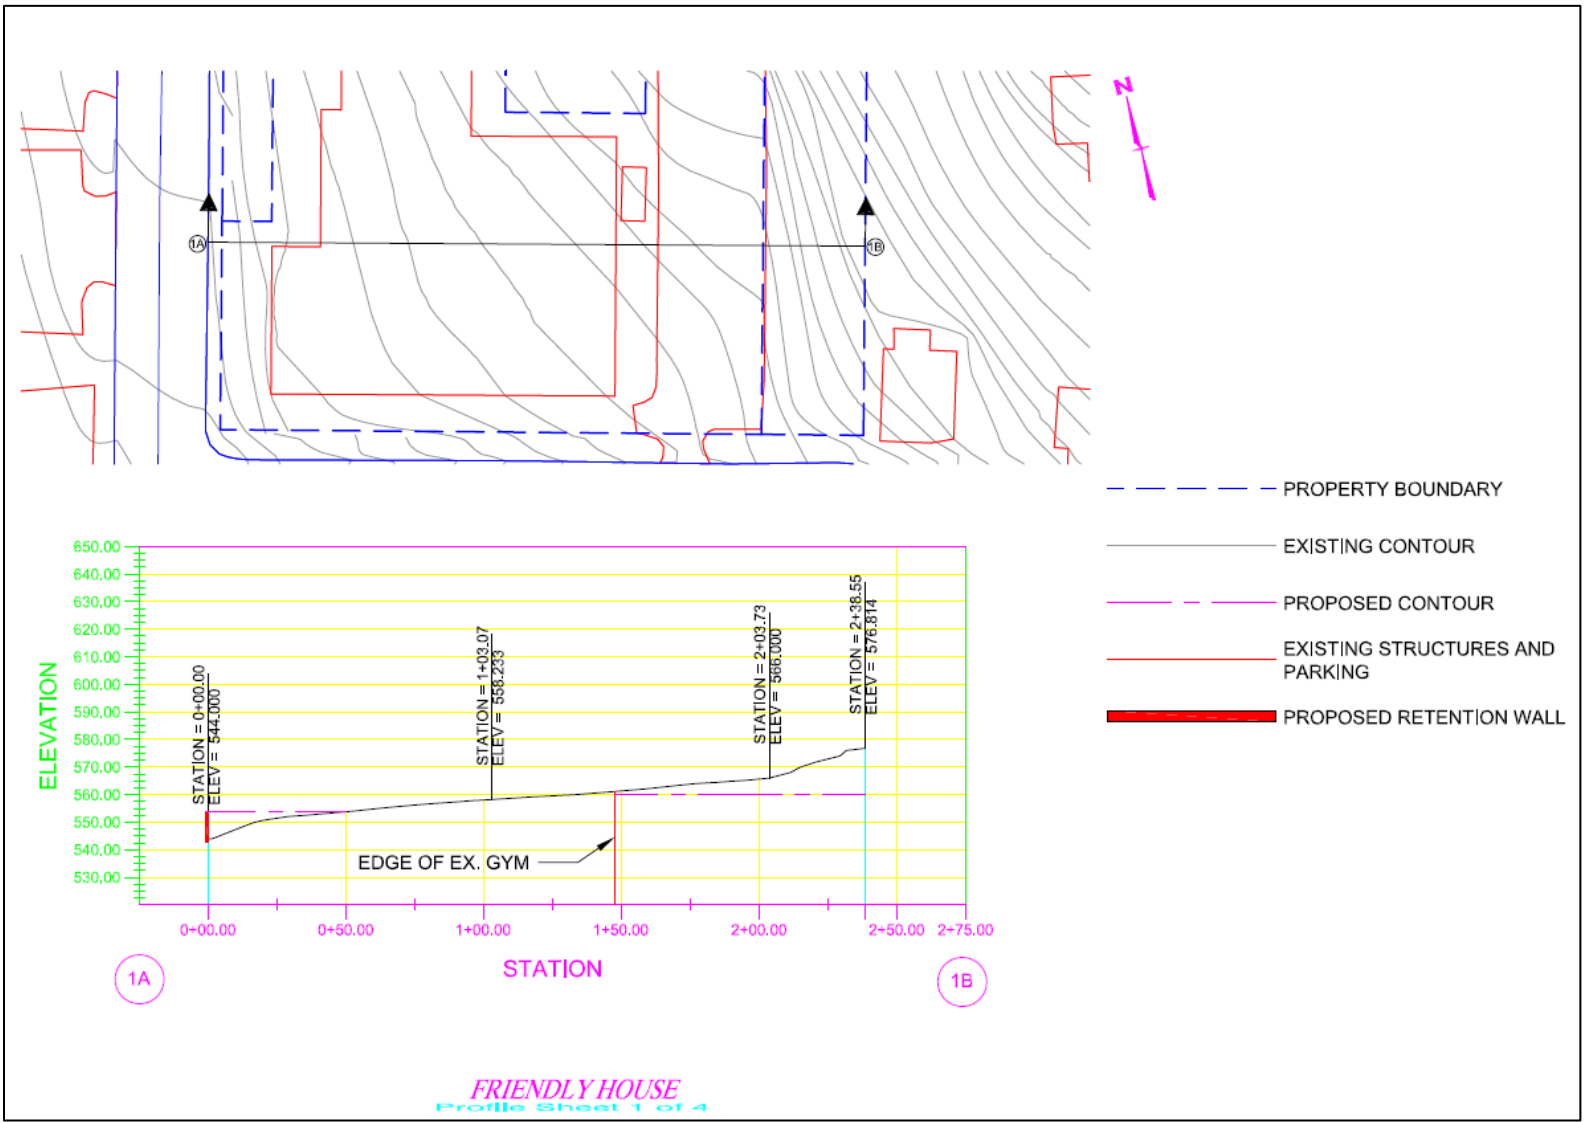 N
1A
1B
PROPERTY BOUNDARY
EXISTING CONTOUR
PROPOSED CONTOUR
EXISTING STRUCTURES AND
PARKING
PROPOSED RETENTION WALL
ELEVATION
650.00
640.00
630.00
620.00
610.00
600.00
590.00
580.00
570.00
560.00
550.00
540.00
530.00
STATION = 0+00.00
ELEV = 544.000
STATION = 1+03.07
ELEV = 558.233
STATION = 2+03.73
ELEV = 566.000
STATION = 2+38.55
ELEV = 576.814
EDGE OF EX. GYM
0+00.00
0+50.00
1+00.00
1+50.00
2+00.00
2+50.00
2+75.00
STATION
1A
1B
FRIENDLY HOUSE
Profile Sheet 1 of 4